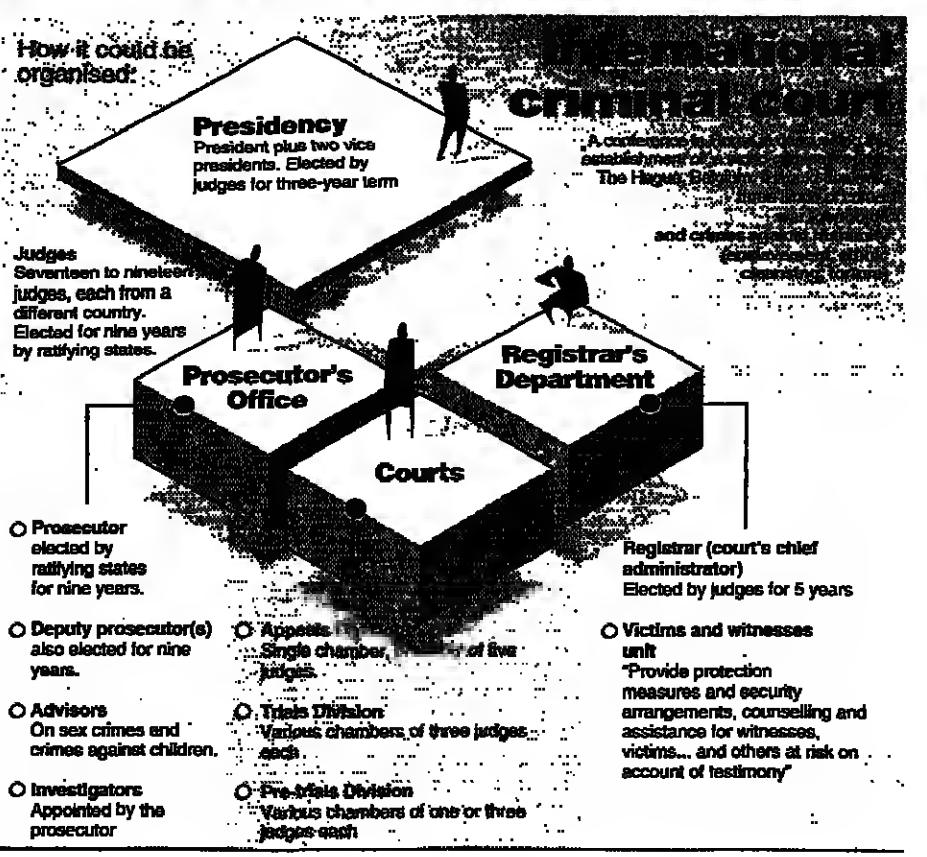 How it could be
organised:
International
criminal court
A conference in
establishment of a
The Hague,
and crimes
Presidency
President plus two vice
presidents. Elected by
judges for three-year term
Judges
Seventeen to nineteen
judges, each from a
different country.
Elected for nine years
by ratifying states.
Prosecutor's
Office
Registrar's
Department
Courts
Prosecutor
elected by
ratifying states
for nine years.
Deputy prosecutor(s)
also elected for nine
years.
Advisors
On sex crimes and
crimes against children.
Investigators
Appointed by the
prosecutor
Appeals
Single chamber, of five
judges.
Trials Division
Various chambers of three judges
each
Pre-trials Division
Various chambers of one or three
judges each
Registrar (court's chief
administrator)
Elected by judges for 5 years
Victims and witnesses
unit
"Provide protection
measures and security
arrangements, counselling and
assistance for witnesses,
victims... and others at risk on
account of testimony"